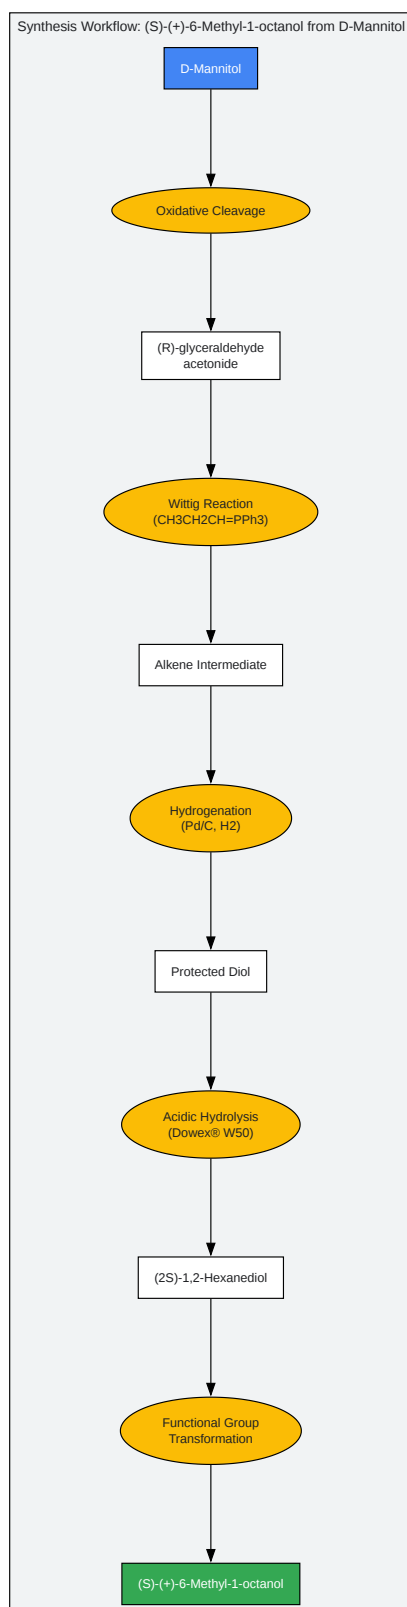 Synthesis Workflow: (S)-(+)-6-Methyl-1-octanol from D-Mannitol
D-Mannitol
Oxidative Cleavage
(R)-glyceraldehyde
acetonide
Wittig Reaction
(CH3CH2CH=PPh3)
Alkene Intermediate
Hydrogenation
(Pd/C, H2)
Protected Diol
Acidic Hydrolysis
(Dowex® W50)
(2S)-1,2-Hexanediol
Functional Group
Transformation
(S)-(+)-6-Methyl-1-octanol